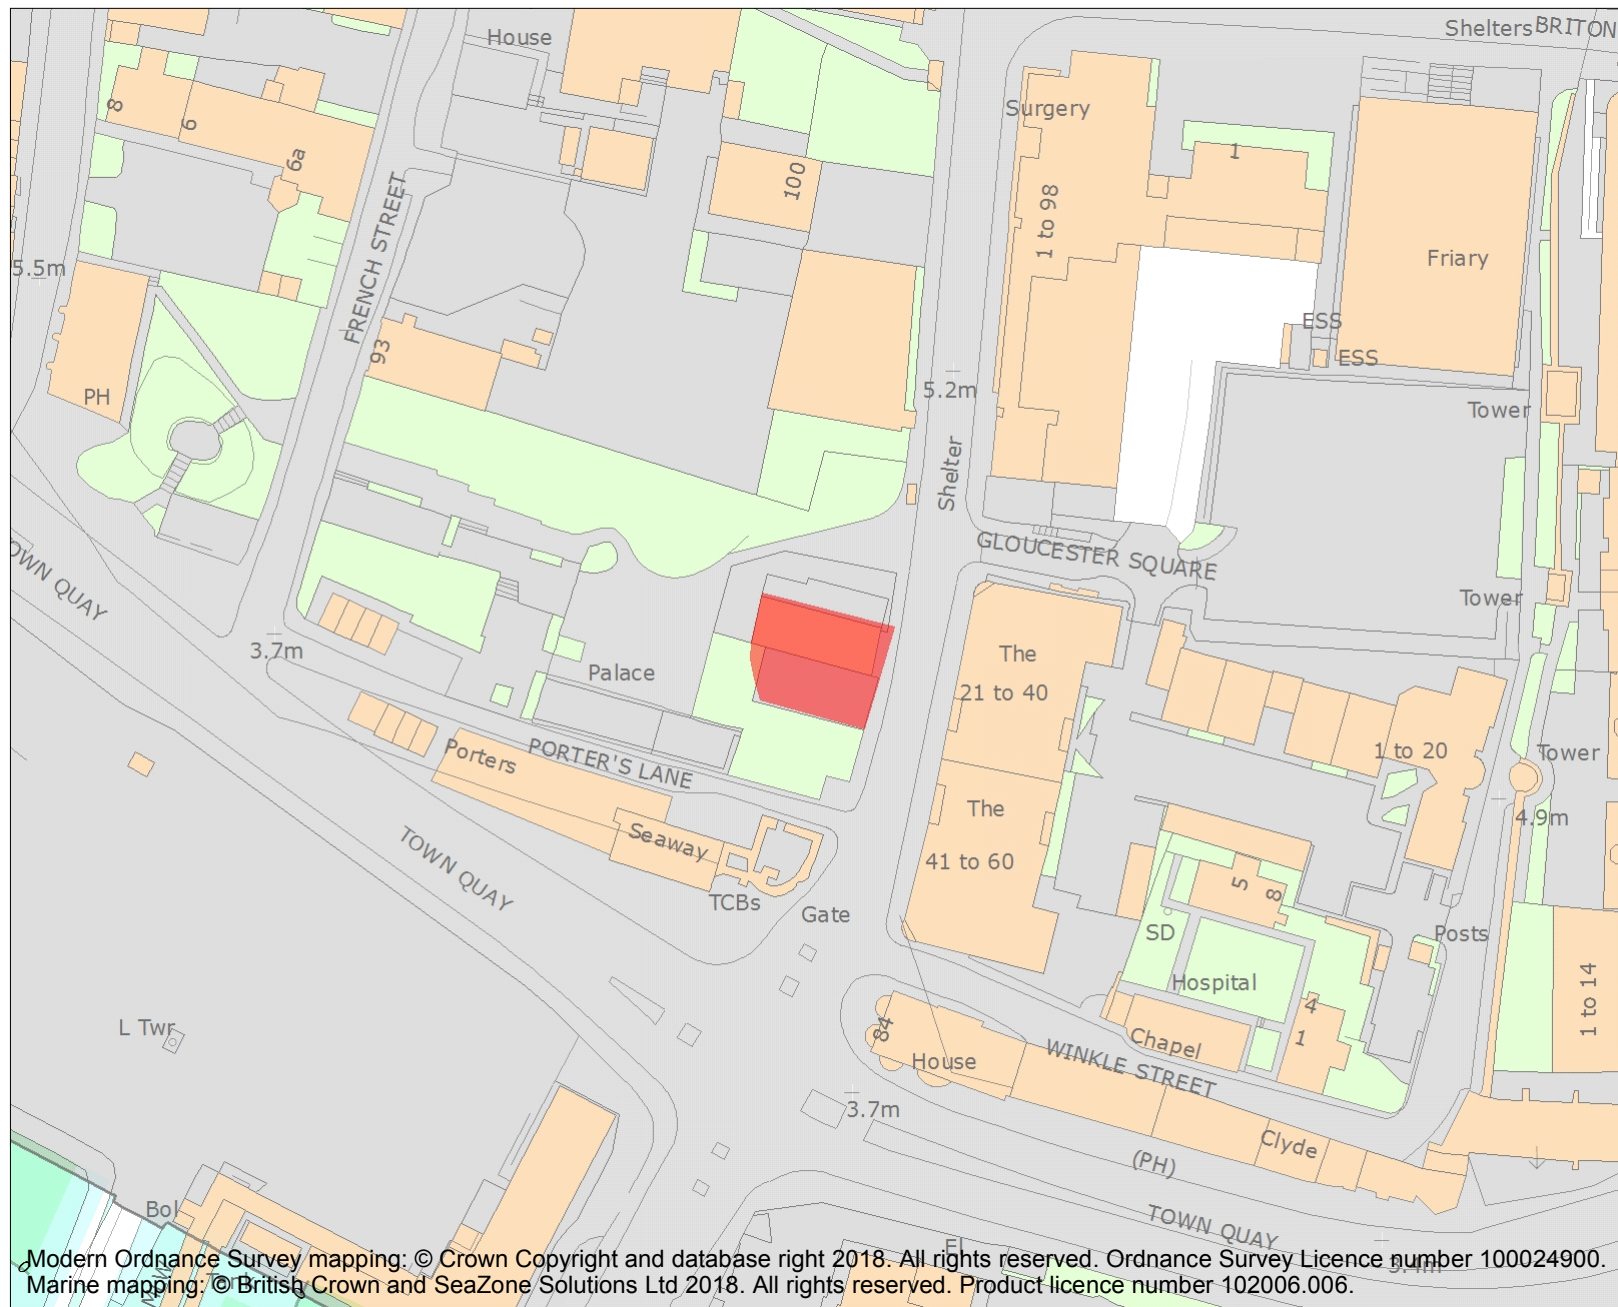 House
Shelters
BRITON
Surgery
8
6
6a
100
1
1 to 98
FRENCH STREET
5.5m
Friary
ESS
ESS
93
PH
5.2m
Tower
Shelter
GLOUCESTER SQUARE
OWN QUAY
Tower
3.7m
Palace
The
21 to 40
Porters
PORTER'S LANE
1 to 20
Tower
The
4.9m
41 to 60
Seaway
TOWN QUAY
TCBs
Gate
5
8
SD
Posts
Hospital
1 to 14
4
1
L Twr
84
House
Chapel
WINKLE STREET
3.7m
Clyde
(PH)
Bol
TOWN QUAY
El
3.4m
Modern Ordnance Survey mapping: © Crown Copyright and database right 2018. All rights reserved. Ordnance Survey Licence number 100024900.
Marine mapping: © British Crown and SeaZone Solutions Ltd 2018. All rights reserved. Product licence number 102006.006.